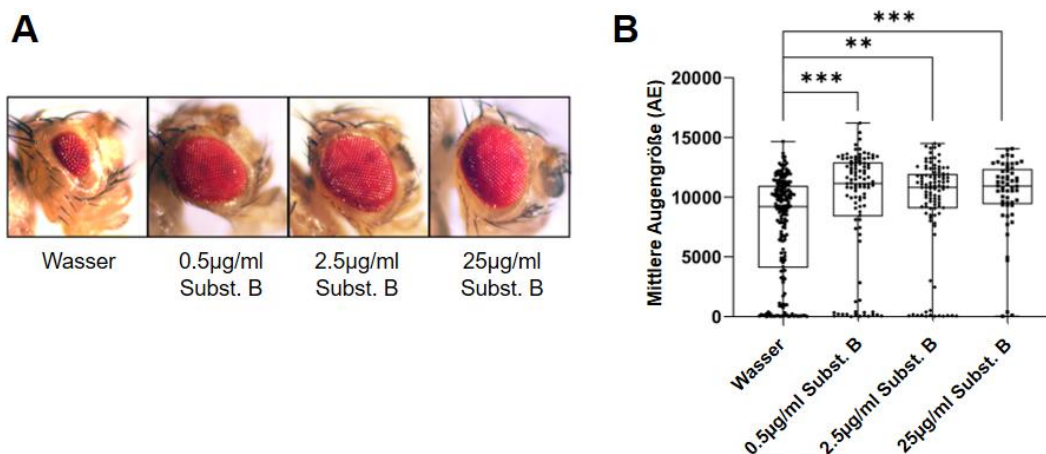 A
Wasser
0.5µg/ml
Subst. B
2.5µg/ml
Subst. B
25µg/ml
Subst. B
B
***
**
***
Mittlere Augengröße (AE)
20000
15000
10000
5000
0
Wasser
0.5µg/ml Subst. B
2.5µg/ml Subst. B
25µg/ml Subst. B